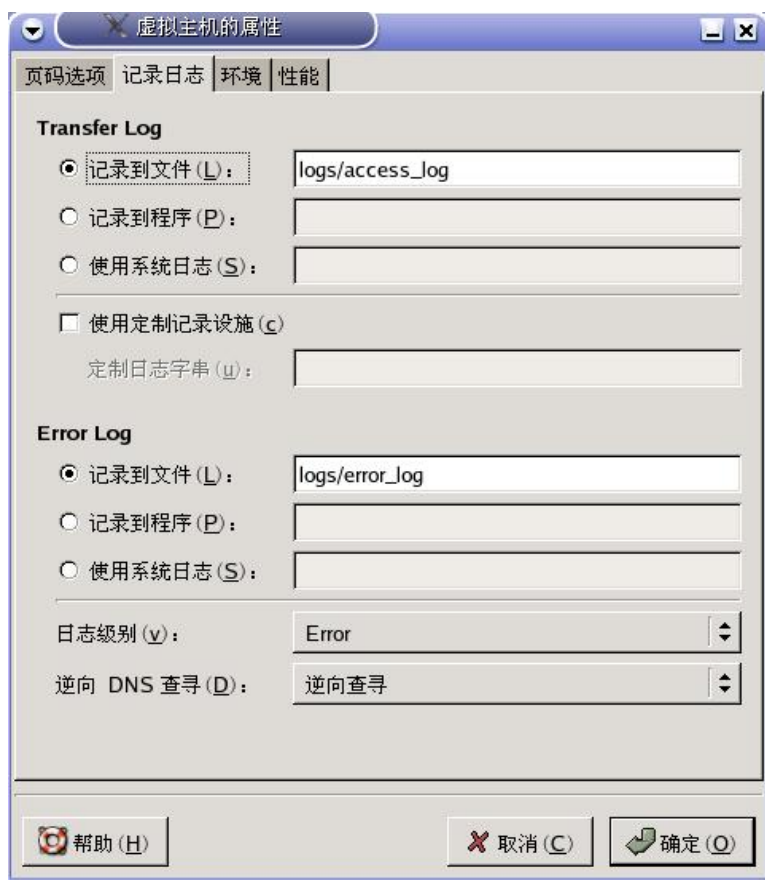 虚拟主机的属性
页码选项 记录日志 环境 性能
Transfer Log
记录到文件(L): logs/access_log
记录到程序(P):
使用系统日志(S):
使用定制记录设施(c)
定制日志字串(u):
Error Log
记录到文件(L): logs/error_log
记录到程序(P):
使用系统日志(S):
日志级别(v): Error
逆向 DNS 查寻(D): 逆向查寻
帮助(H) 取消(C) 确定(O)